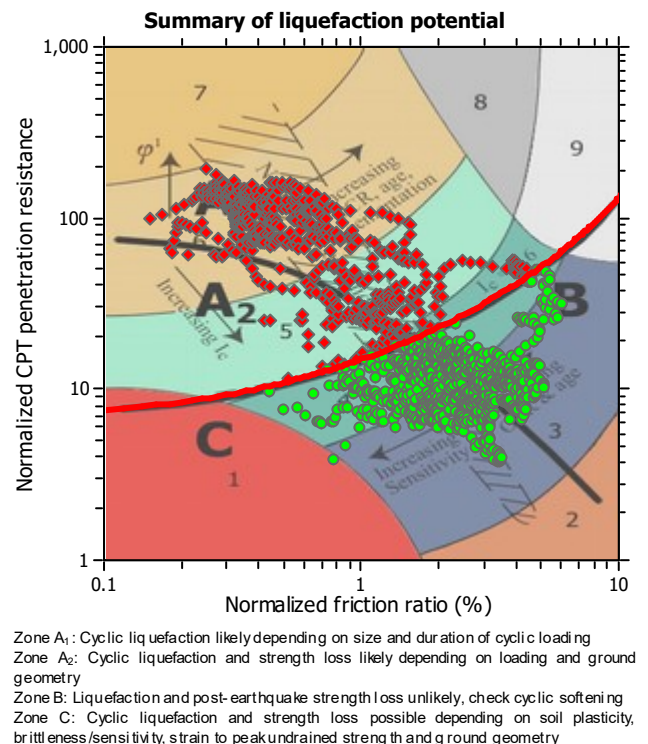 Summary of liquefaction potential
1,000
7
8
9
φ'
Increasing
age,
100
Ic
6
B
A2
5
Increasing Ic
10
C
1
3
& age
Increasing
Sensitivity
2
1
0.1
1
10
Normalized CPT penetration resistance
Normalized friction ratio (%)
Zone A1: Cyclic liquefaction likely depending on size and duration of cyclic loading
Zone A2: Cyclic liquefaction and strength loss likely depending on loading and ground
geometry
Zone B: Liquefaction and post-earthquake strength loss unlikely, check cyclic softening
Zone C: Cyclic liquefaction and strength loss possible depending on soil plasticity,
brittleness/sensitivity, strain to peak undrained strength and ground geometry